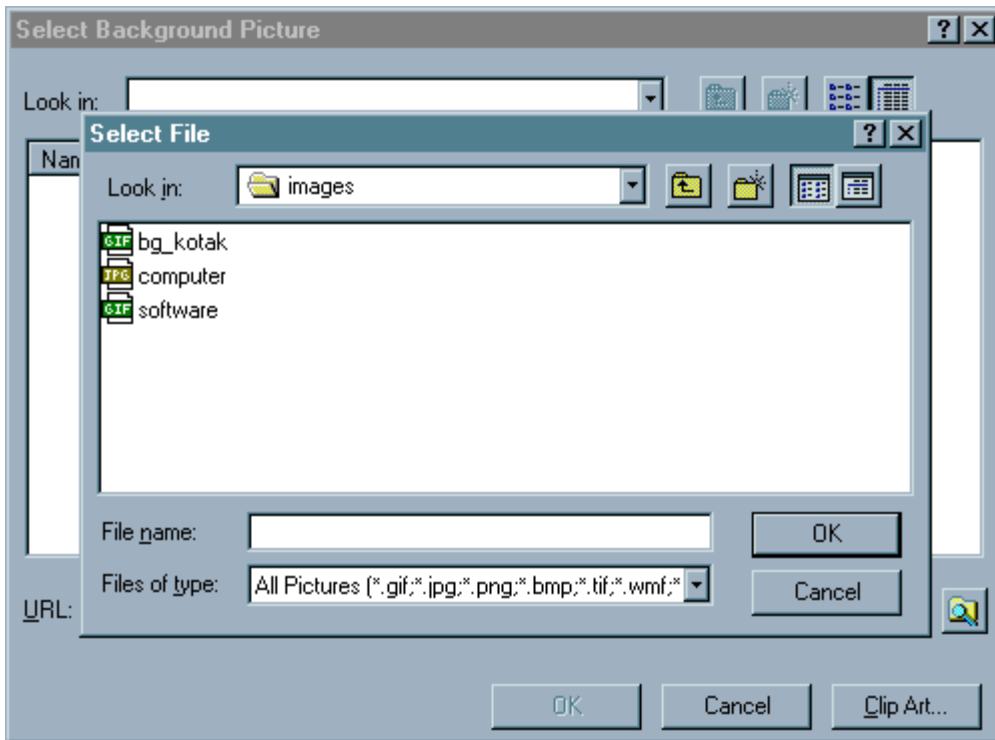 Select Background Picture
Look in:
Select File
Nan
Look in:
images
GIF bg_kotak
JPG computer
GIF software
File name:
OK
Files of type:
All Pictures (*.gif;*.jpg;*.png;*.bmp;*.tif;*.wmf;*
Cancel
URL:
OK
Cancel
Clip Art...